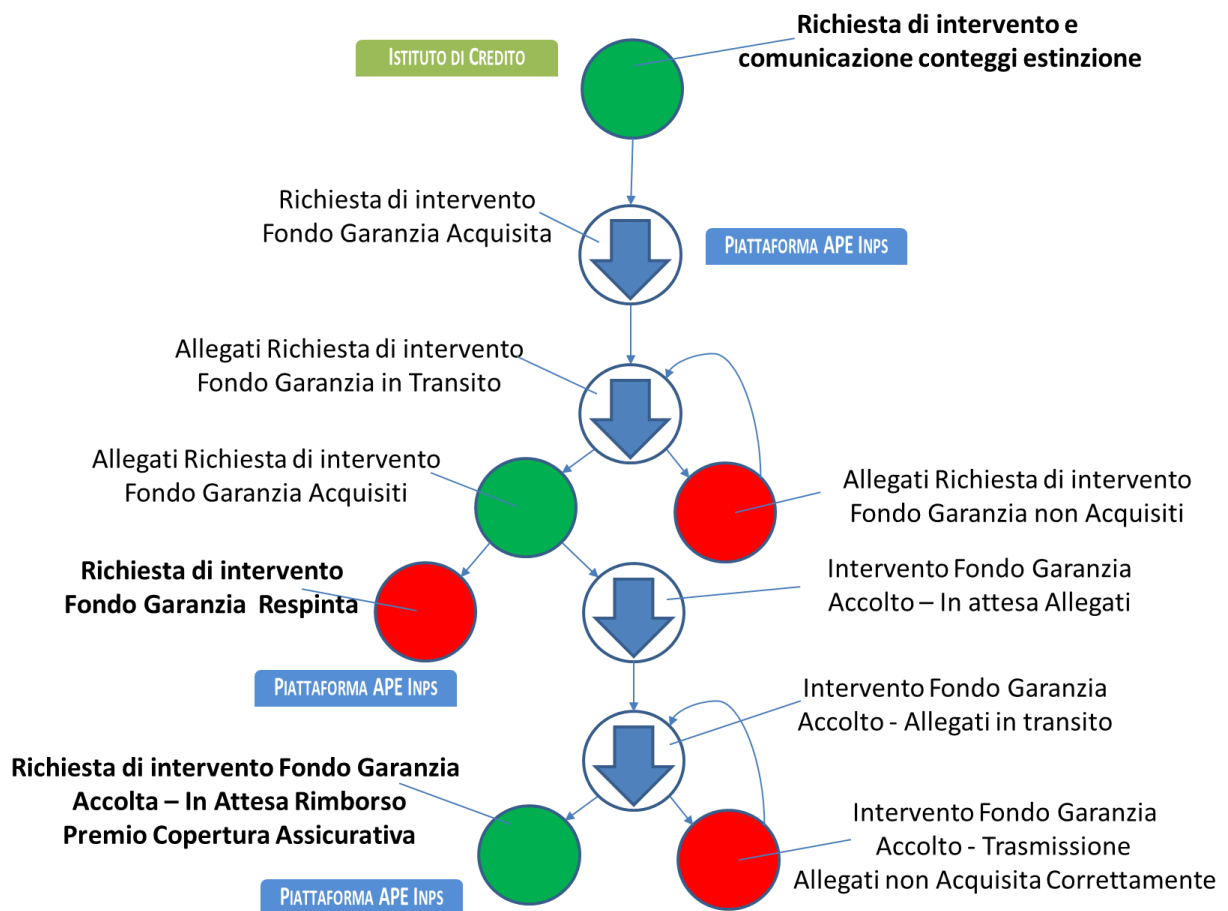 Richiesta di intervento e
comunicazione conteggi estinzione
ISTITUTO DI CREDITO
Richiesta di intervento
Fondo Garanzia Acquisita
PIATTAFORMA APE INPS
Allegati Richiesta di intervento
Fondo Garanzia in Transito
Allegati Richiesta di intervento
Fondo Garanzia Acquisiti
Allegati Richiesta di intervento
Fondo Garanzia non Acquisiti
Richiesta di intervento
Fondo Garanzia Respinta
Intervento Fondo Garanzia
Accolto – In attesa Allegati
PIATTAFORMA APE INPS
Intervento Fondo Garanzia
Accolto - Allegati in transito
Richiesta di intervento Fondo Garanzia
Accolta – In Attesa Rimborso
Premio Copertura Assicurativa
Intervento Fondo Garanzia
Accolto - Trasmissione
Allegati non Acquisita Correttamente
PIATTAFORMA APE INPS